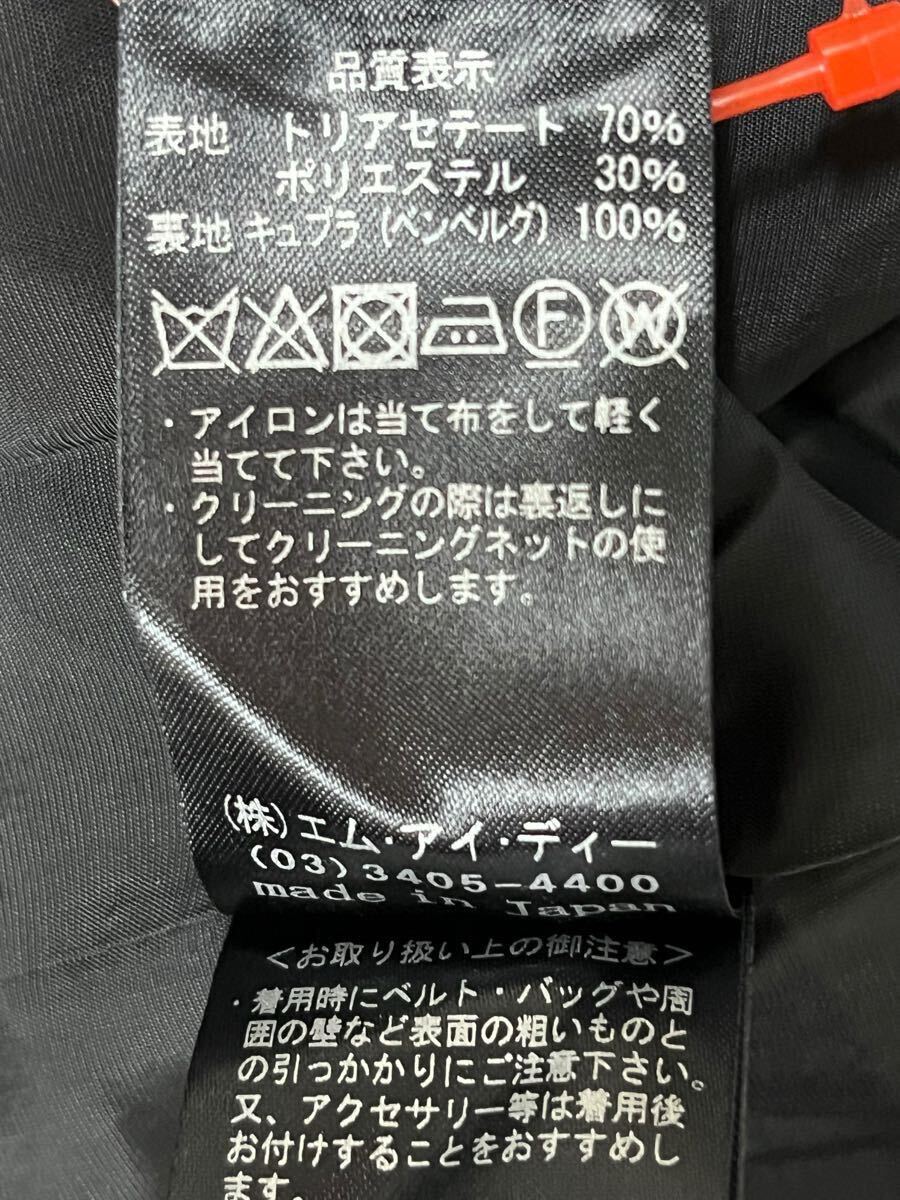 品質表示
表地 トリアセテート 70%
ポリエステル 30%
裏地 キュプラ (ベンベルグ) 100%
F W
・アイロンは当て布をして軽く
当てて下さい。
・クリーニングの際は裏返しに
してクリーニングネットの使
用をおすすめします。
(株)エム・アイ・ディー
(03)3405-4400
made in Japan
<お取り扱い上の御注意>
・着用時にベルト・バッグや周
囲の壁など表面の粗いものと
の引っかかりにご注意下さい。
又、アクセサリー等は着用後
お付けすることをおすすめし
ます。